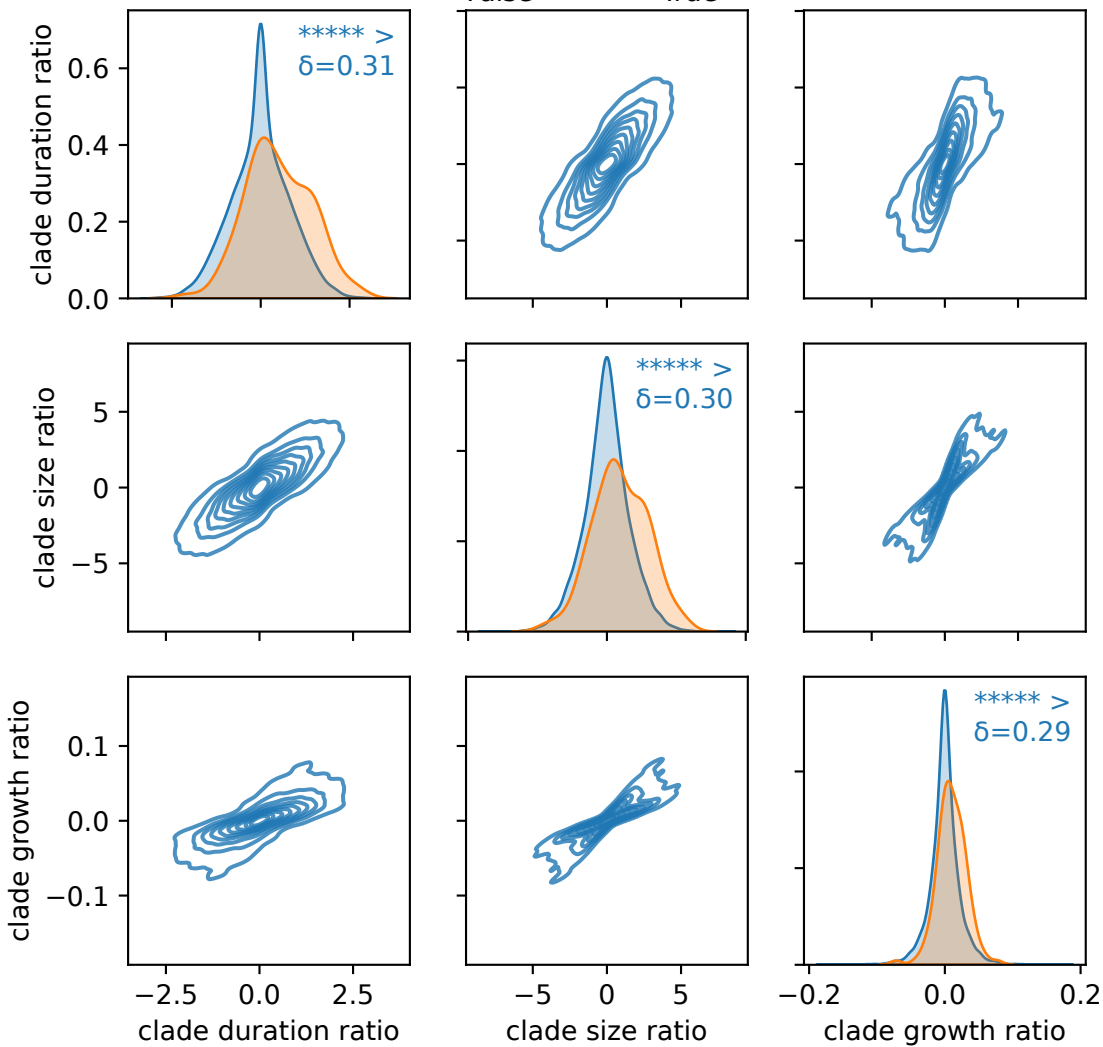 clade duration ratio
0.6
0.4
0.2
0.0
***** >
δ=0.31
clade size ratio
5
0
−5
***** >
δ=0.30
clade growth ratio
0.1
0.0
−0.1
***** >
δ=0.29
−2.5 0.0 2.5
−5 0 5
−0.2 0.0 0.2
clade duration ratio
clade size ratio
clade growth ratio